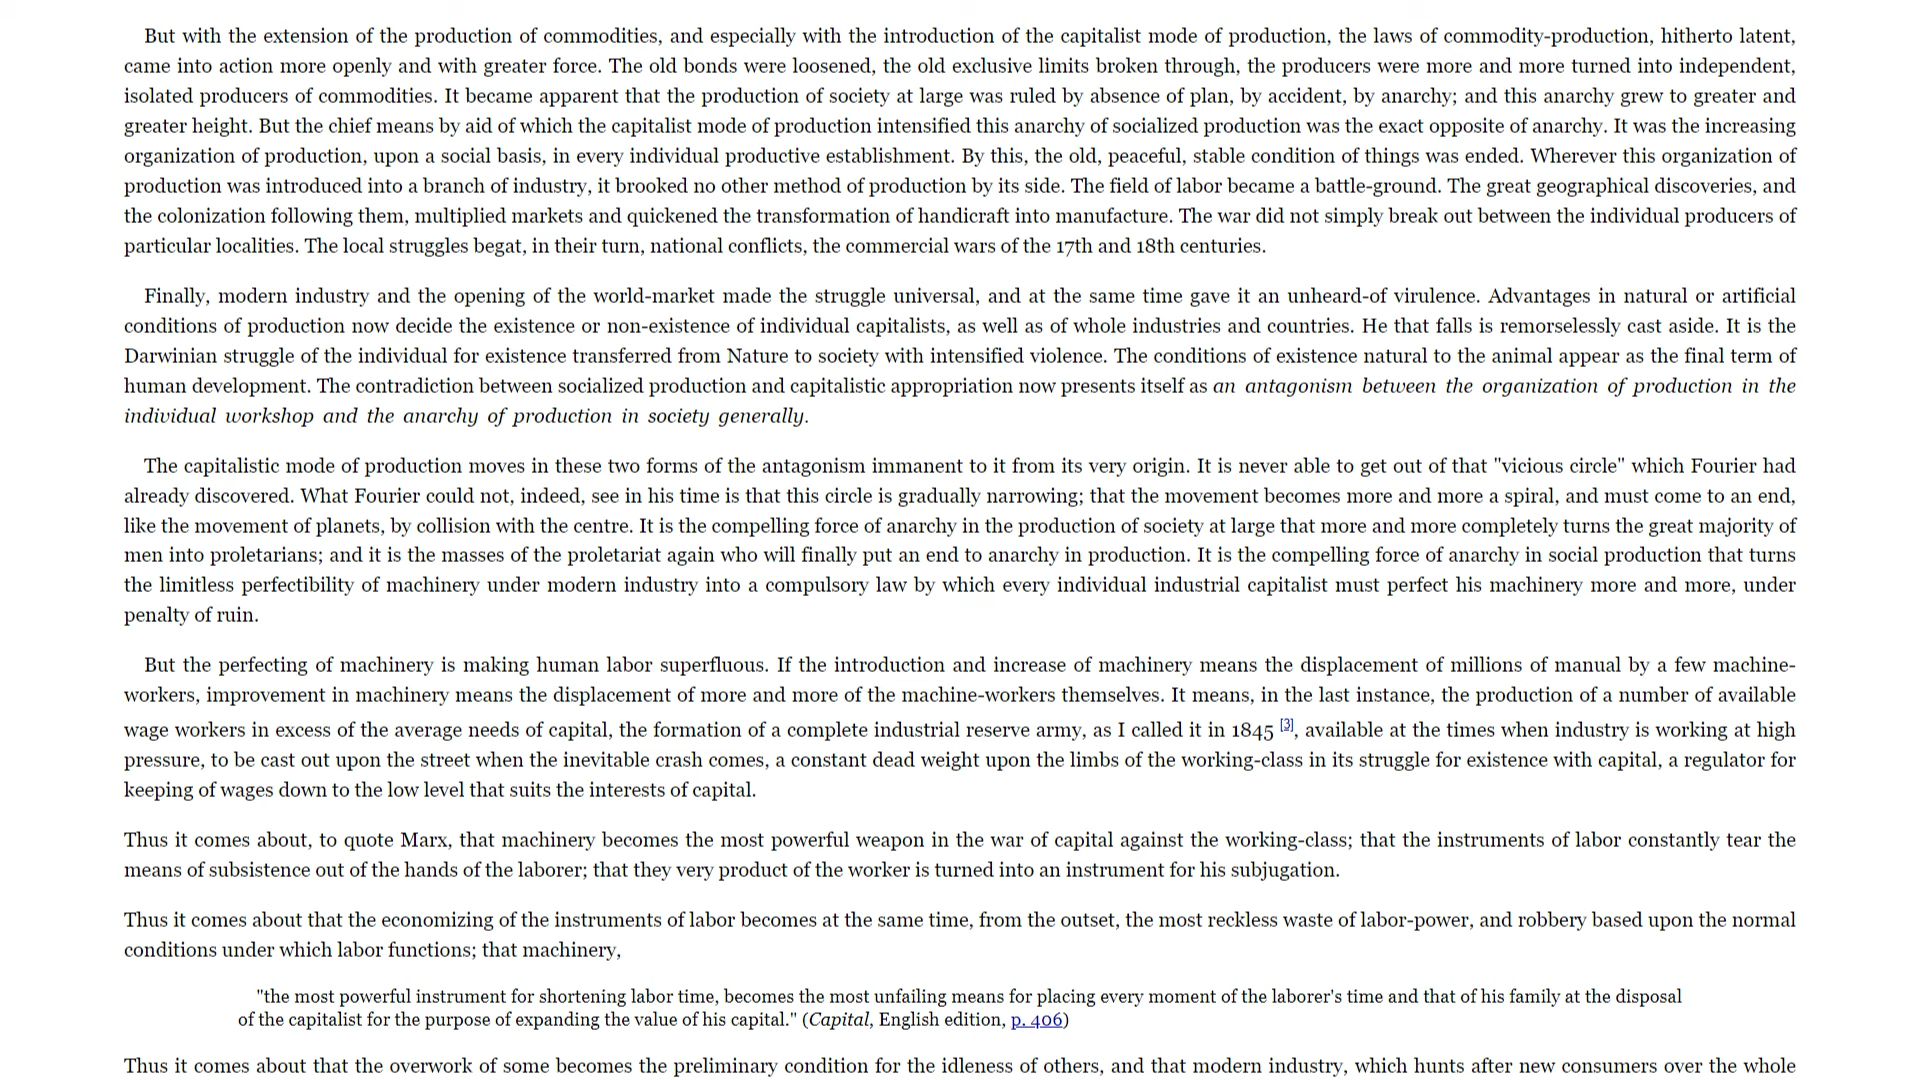 But with the extension of the production of commodities, and especially with the introduction of the capitalist mode of production, the laws of commodity-production, hitherto latent,
came into action more openly and with greater force. The old bonds were loosened, the old exclusive limits broken through, the producers were more and more turned into independent,
isolated producers of commodities. It became apparent that the production of society at large was ruled by absence of plan, by accident, by anarchy; and this anarchy grew to greater and
greater height. But the chief means by aid of which the capitalist mode of production intensified this anarchy of socialized production was the exact opposite of anarchy. It was the increasing
organization of production, upon a social basis, in every individual productive establishment. By this, the old, peaceful, stable condition of things was ended. Wherever this organization of
production was introduced into a branch of industry, it brooked no other method of production by its side. The field of labor became a battle-ground. The great geographical discoveries, and
the colonization following them, multiplied markets and quickened the transformation of handicraft into manufacture. The war did not simply break out between the individual producers of
particular localities. The local struggles begat, in their turn, national conflicts, the commercial wars of the 17th and 18th centuries.
Finally, modern industry and the opening of the world-market made the struggle universal, and at the same time gave it an unheard-of virulence. Advantages in natural or artificial
conditions of production now decide the existence or non-existence of individual capitalists, as well as of whole industries and countries. He that falls is remorselessly cast aside. It is the
Darwinian struggle of the individual for existence transferred from Nature to society with intensified violence. The conditions of existence natural to the animal appear as the final term of
human development. The contradiction between socialized production and capitalistic appropriation now presents itself as an antagonism between the organization of production in the
individual workshop and the anarchy of production in society generally.
The capitalistic mode of production moves in these two forms of the antagonism immanent to it from its very origin. It is never able to get out of that "vicious circle" which Fourier had
already discovered. What Fourier could not, indeed, see in his time is that this circle is gradually narrowing; that the movement becomes more and more a spiral, and must come to an end,
like the movement of planets, by collision with the centre. It is the compelling force of anarchy in the production of society at large that more and more completely turns the great majority of
men into proletarians; and it is the masses of the proletariat again who will finally put an end to anarchy in production. It is the compelling force of anarchy in social production that turns
the limitless perfectibility of machinery under modern industry into a compulsory law by which every individual industrial capitalist must perfect his machinery more and more, under
penalty of ruin.
But the perfecting of machinery is making human labor superfluous. If the introduction and increase of machinery means the displacement of millions of manual by a few machine-
workers, improvement in machinery means the displacement of more and more of the machine-workers themselves. It means, in the last instance, the production of a number of available
wage workers in excess of the average needs of capital, the formation of a complete industrial reserve army, as I called it in 1845 [3], available at the times when industry is working at high
pressure, to be cast out upon the street when the inevitable crash comes, a constant dead weight upon the limbs of the working-class in its struggle for existence with capital, a regulator for
keeping of wages down to the low level that suits the interests of capital.
Thus it comes about, to quote Marx, that machinery becomes the most powerful weapon in the war of capital against the working-class; that the instruments of labor constantly tear the
means of subsistence out of the hands of the laborer; that they very product of the worker is turned into an instrument for his subjugation.
Thus it comes about that the economizing of the instruments of labor becomes at the same time, from the outset, the most reckless waste of labor-power, and robbery based upon the normal
conditions under which labor functions; that machinery,
"the most powerful instrument for shortening labor time, becomes the most unfailing means for placing every moment of the laborer's time and that of his family at the disposal
of the capitalist for the purpose of expanding the value of his capital." (Capital, English edition, p. 406)
Thus it comes about that the overwork of some becomes the preliminary condition for the idleness of others, and that modern industry, which hunts after new consumers over the whole